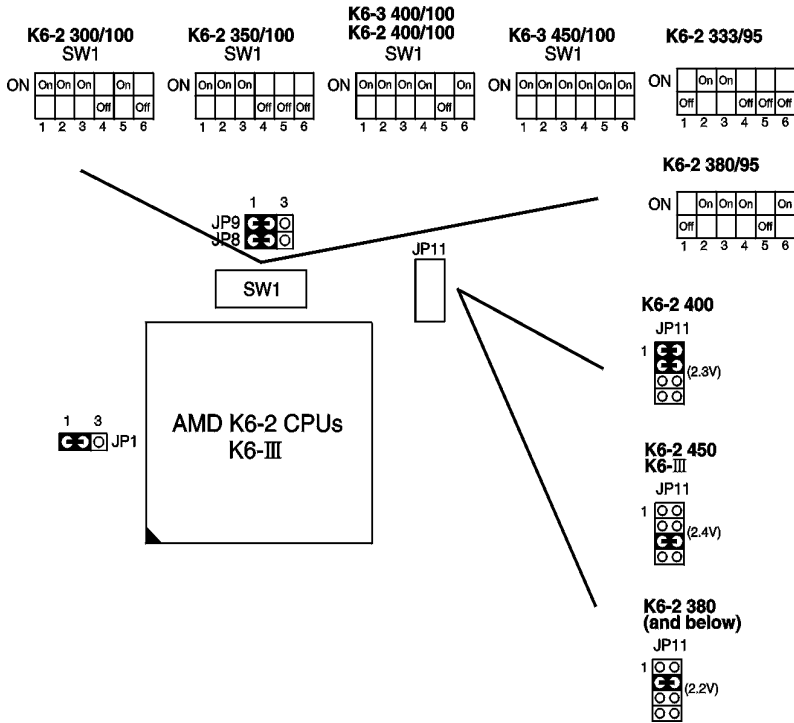 K6-2 300/100
SW1
ON On On On On
Off Off
1 2 3 4 5 6
K6-2 350/100
SW1
ON On On On
Off Off Off
1 2 3 4 5 6
K6-3 400/100
K6-2 400/100
SW1
ON On On On On On
Off
1 2 3 4 5 6
K6-3 450/100
SW1
ON On On On On On On
1 2 3 4 5 6
K6-2 333/95
ON On On
Off Off Off Off
1 2 3 4 5 6
K6-2 380/95
ON On On On On
Off Off
1 2 3 4 5 6
1 3
JP9
JP8
SW1
JP11
AMD K6-2 CPUs
K6-Ⅲ
1 3
JP1
K6-2 400
JP11
1
(2.3V)
K6-2 450
K6-Ⅲ
JP11
1
(2.4V)
K6-2 380
(and below)
JP11
1
(2.2V)